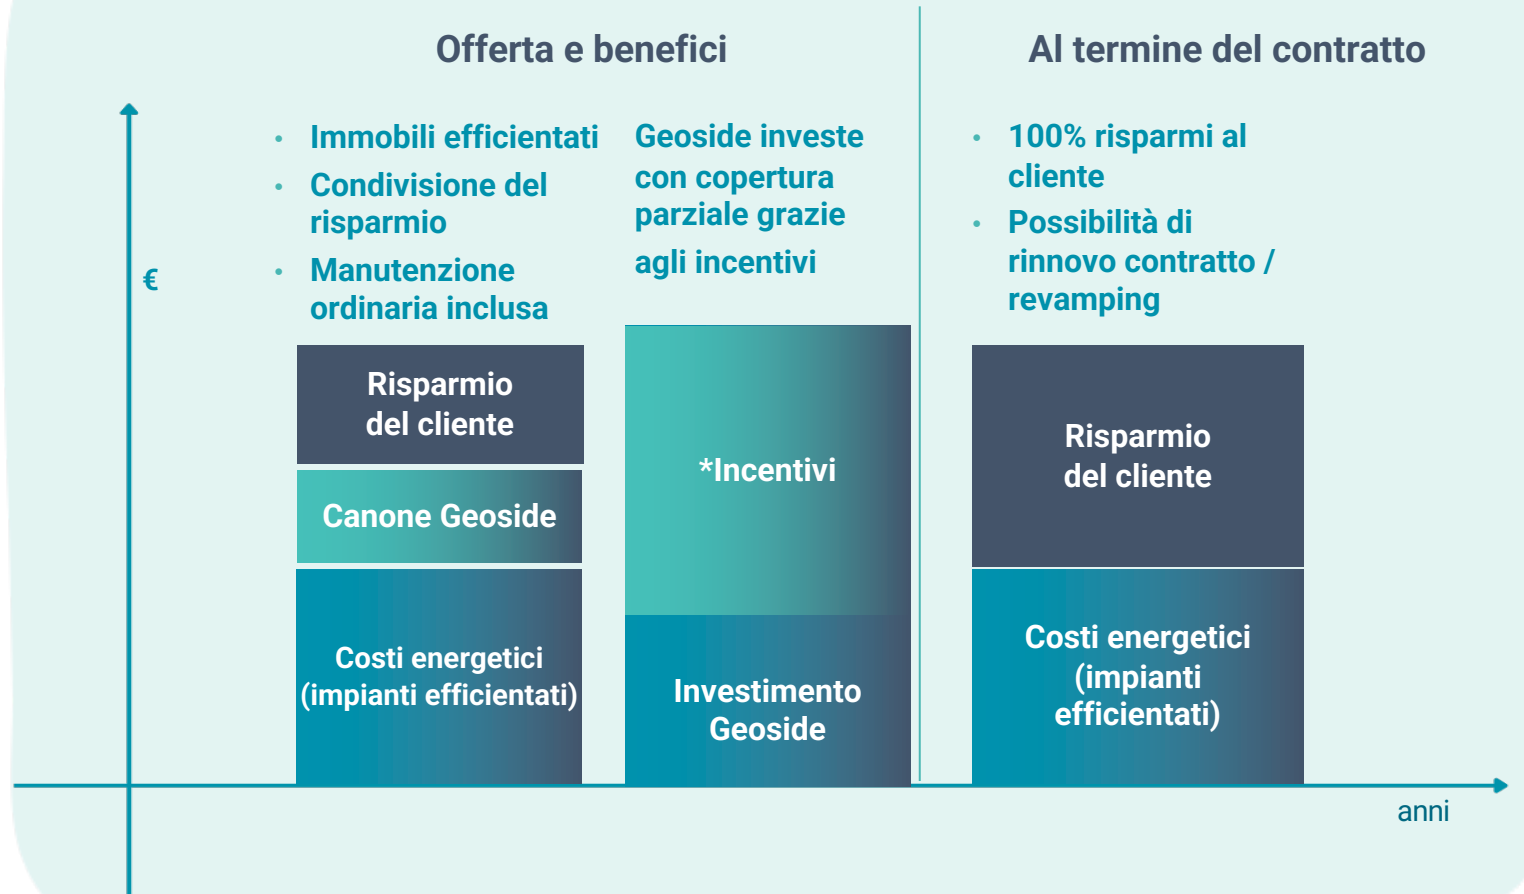 Offerta e benefici
Al termine del contratto
€
• Immobili efficientati
• Condivisione del
risparmio
• Manutenzione
ordinaria inclusa
Geoside investe
con copertura
parziale grazie
agli incentivi
• 100% risparmi al
cliente
• Possibilità di
rinnovo contratto /
revamping
Risparmio
del cliente
Canone Geoside
Costi energetici
(impianti efficientati)
*Incentivi
Investimento
Geoside
Risparmio
del cliente
Costi energetici
(impianti
efficientati)
anni